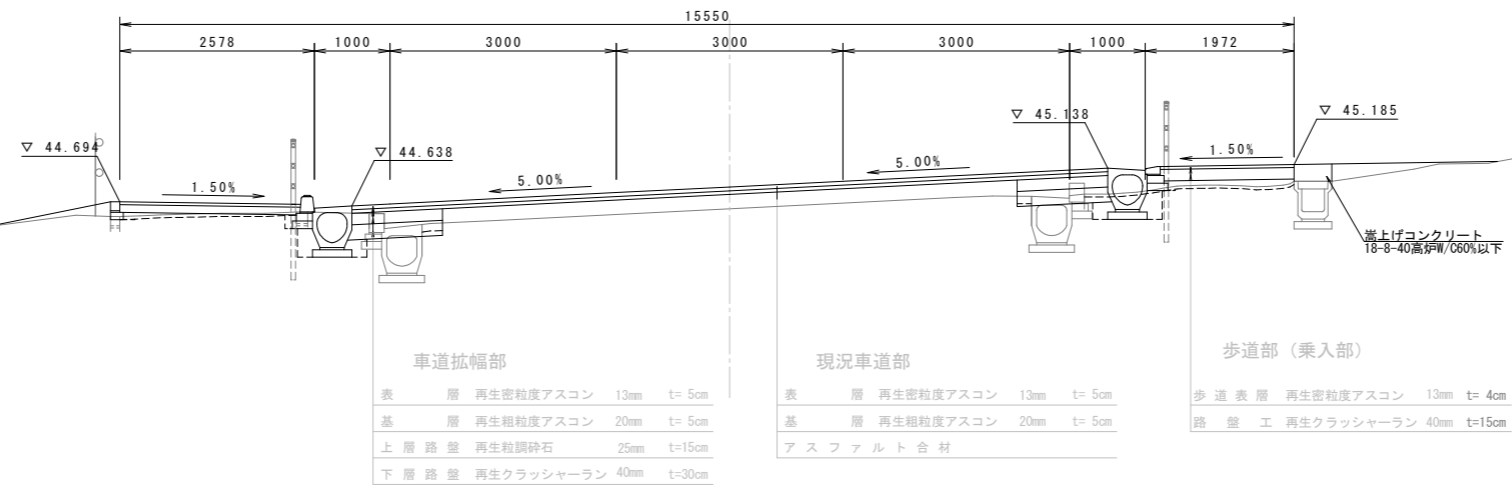 15550
2578 1000 3000 3000 3000 1000 1972
▽ 44.694
▽ 44.638
▽ 45.138
▽ 45.185
1.50%
5.00%
5.00%
1.50%
嵩上げコンクリート
18-8-40高炉W/C60%以下
車道拡幅部
表層 再生密粒度アスコン 13mm t= 5cm
基層 再生粗粒度アスコン 20mm t= 5cm
上層路盤 再生粒調砕石 25mm t=15cm
下層路盤 再生クラッシャーラン 40mm t=30cm
現況車道部
表層 再生密粒度アスコン 13mm t= 5cm
基層 再生粗粒度アスコン 20mm t= 5cm
アスファルト合材
歩道部（乗入部）
歩道表層 再生密粒度アスコン 13mm t= 4cm
路盤工 再生クラッシャーラン 40mm t=15cm